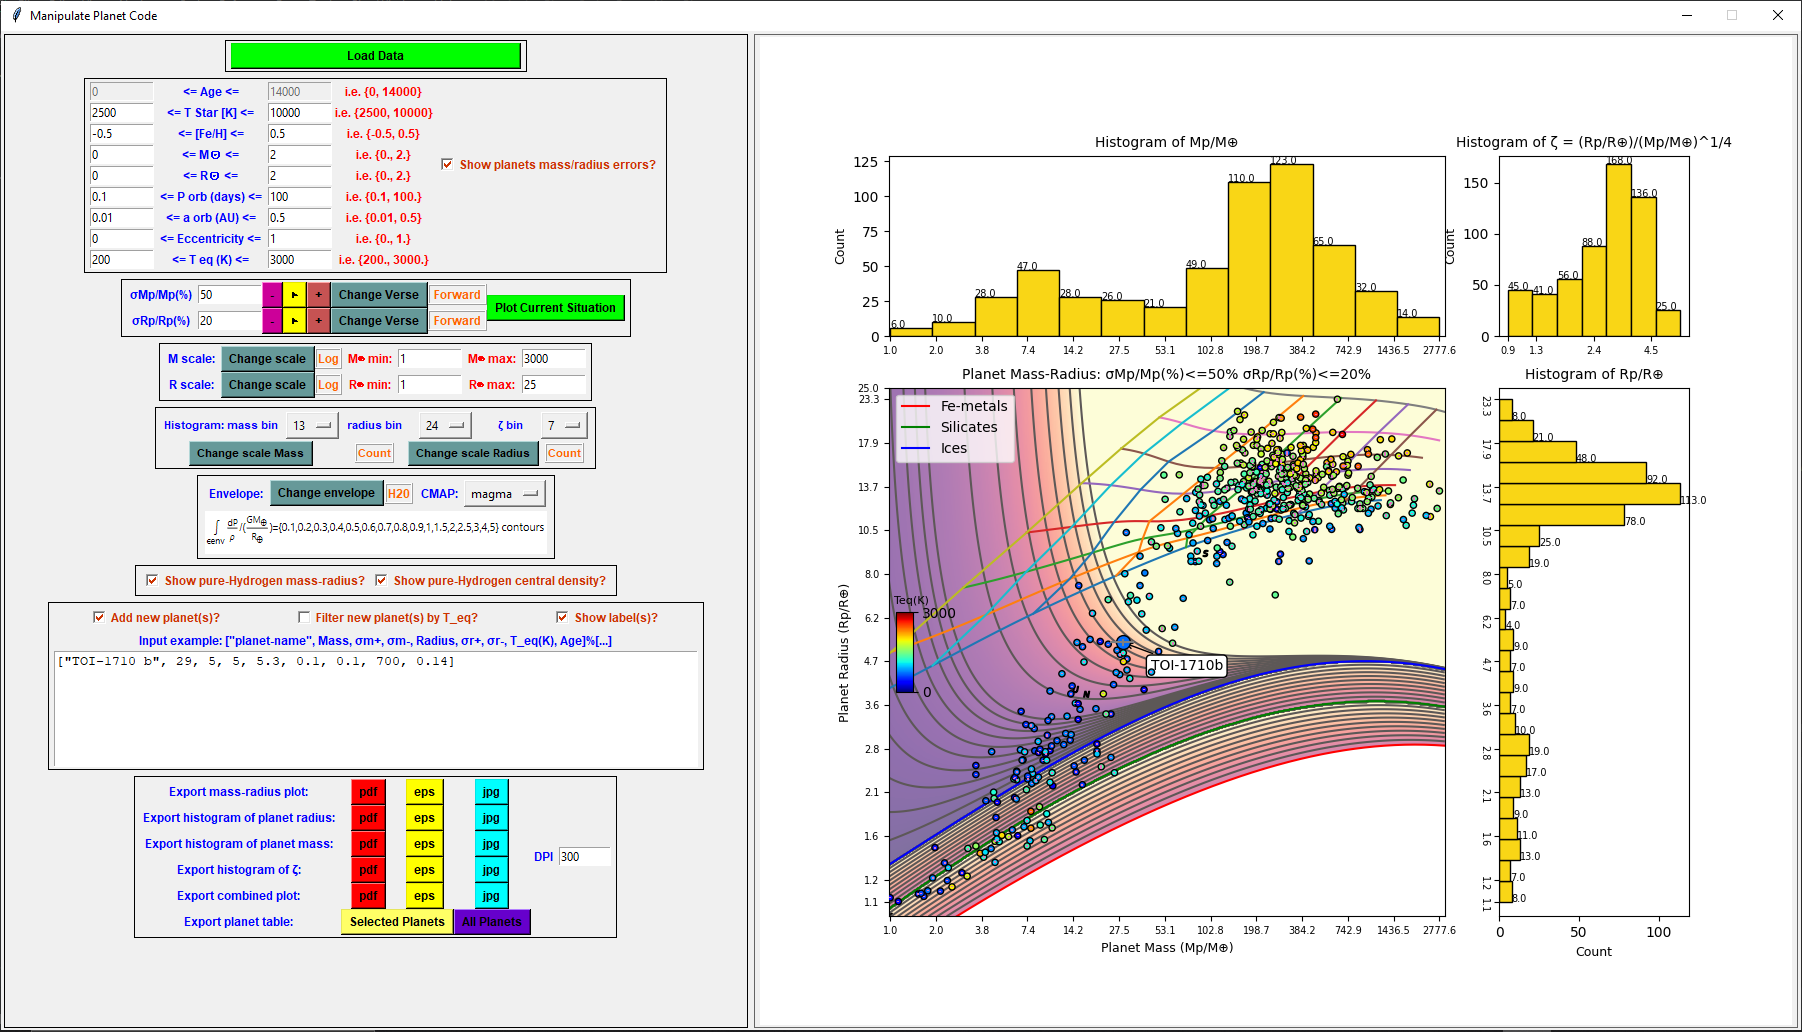 Manipulate Planet Code
Load Data
0 <= Age <= 14000 i.e. {0, 14000}
2500 <= T Star [K] <= 10000 i.e. {2500, 10000}
-0.5 <= [Fe/H] <= 0.5 i.e. {-0.5, 0.5}
0 <= M⊙ <= 2 i.e. {0., 2.}
0 <= R⊙ <= 2 i.e. {0., 2.}
0.1 <= P orb (days) <= 100 i.e. {0.1, 100.}
0.01 <= a orb (AU) <= 0.5 i.e. {0.01, 0.5}
0 <= Eccentricity <= 1 i.e. {0., 1.}
200 <= T eq (K) <= 3000 i.e. {200., 3000.}
Show planets mass/radius errors?
σMp/Mp(%) 50 - + Change Verse Forward
σRp/Rp(%) 20 - + Change Verse Forward
Plot Current Situation
M scale: Change scale Log M⊕ min: 1 M⊕ max: 3000
R scale: Change scale Log R⊕ min: 1 R⊕ max: 25
Histogram: mass bin 13 radius bin 24 ζ bin 7
Change scale Mass Count Change scale Radius Count
Envelope: Change envelope H20 CMAP: magma
∫εenv dP/ρ /(GM⊕/R⊕)={0.1,0.2,0.3,0.4,0.5,0.6,0.7,0.8,0.9,1,1.5,2,2.5,3,4,5} contours
Show pure-Hydrogen mass-radius? Show pure-Hydrogen central density?
Add new planet(s)? Filter new planet(s) by T_eq? Show label(s)?
Input example: ["planet-name", Mass, σm+, σm-, Radius, σr+, σr-, T_eq(K), Age]%[...]
["TOI-1710 b", 29, 5, 5, 5.3, 0.1, 0.1, 700, 0.14]
Export mass-radius plot: pdf eps jpg
Export histogram of planet radius: pdf eps jpg
Export histogram of planet mass: pdf eps jpg
Export histogram of ζ: pdf eps jpg
Export combined plot: pdf eps jpg
DPI 300
Export planet table: Selected Planets All Planets
Histogram of Mp/M⊕
Count
125
100
75
50
25
0
6.0 10.0 28.0 47.0 28.0 26.0 21.0 49.0 110.0 123.0 65.0 32.0 14.0
1.0 2.0 3.8 7.4 14.2 27.5 53.1 102.8 198.7 384.2 742.9 1436.5 2777.6
Histogram of ζ = (Rp/R⊕)/(Mp/M⊕)^1/4
Count
150
100
50
0
45.0 41.0 56.0 88.0 168.0 136.0 25.0
0.9 1.3 2.4 4.5
Planet Mass-Radius: σMp/Mp(%)<=50% σRp/Rp(%)<=20%
Planet Radius (Rp/R⊕)
25.0
23.3
17.9
13.7
10.5
8.0
6.2
4.7
3.6
2.8
2.1
1.6
1.2
1.1
Fe-metals
Silicates
Ices
S
Teq(K)
3000
0
TOI-1710b
N
1.0 2.0 3.8 7.4 14.2 27.5 53.1 102.8 198.7 384.2 742.9 1436.5 2777.6
Planet Mass (Mp/M⊕)
Histogram of Rp/R⊕
23.3
17.9
13.7
10.5
8.0
6.2
4.7
3.6
2.8
2.1
1.6
1.2
1.1
8.0
21.0
48.0
92.0
113.0
78.0
25.0
19.0
5.0
7.0
4.0
9.0
7.0
9.0
7.0
10.0
19.0
17.0
13.0
9.0
11.0
13.0
7.0
8.0
0 50 100
Count